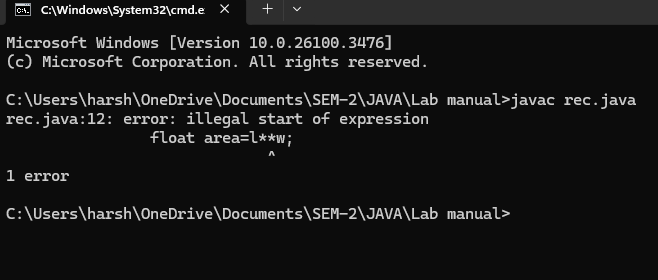 C:\Windows\System32\cmd.e
Microsoft Windows [Version 10.0.26100.3476]
(c) Microsoft Corporation. All rights reserved.
C:\Users\harsh\OneDrive\Documents\SEM-2\JAVA\Lab manual>javac rec.java
rec.java:12: error: illegal start of expression
float area=l**w;
^
1 error
C:\Users\harsh\OneDrive\Documents\SEM-2\JAVA\Lab manual>